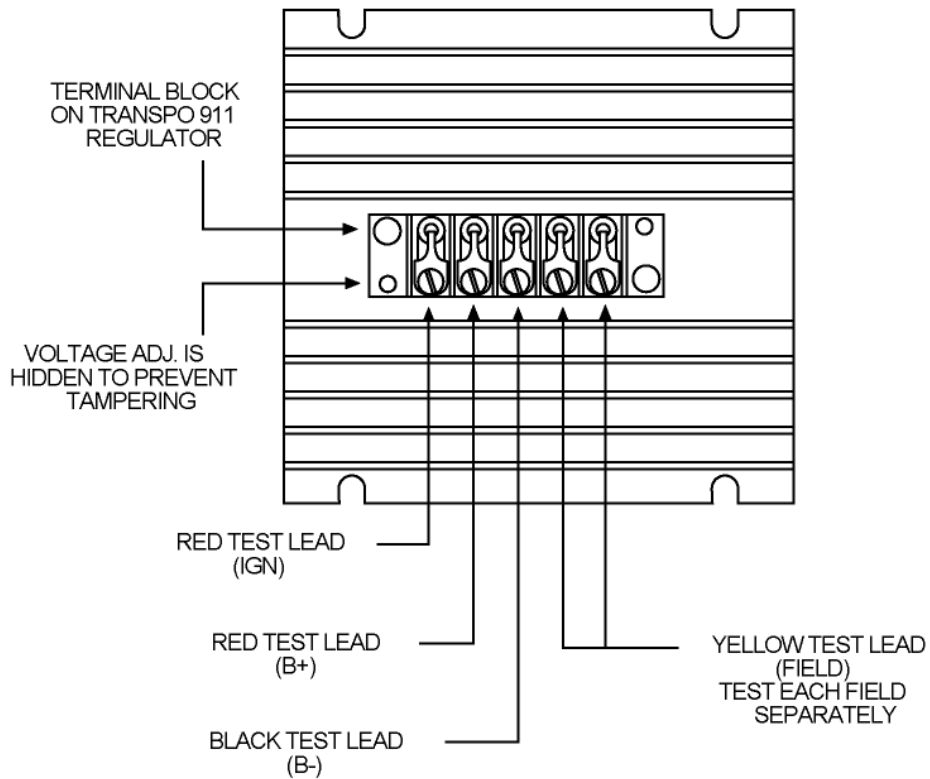 TERMINAL BLOCK
ON TRANSPO 911
REGULATOR
VOLTAGE ADJ. IS
HIDDEN TO PREVENT
TAMPERING
RED TEST LEAD
(IGN)
RED TEST LEAD
(B+)
BLACK TEST LEAD
(B-)
YELLOW TEST LEAD
(FIELD)
TEST EACH FIELD
SEPARATELY